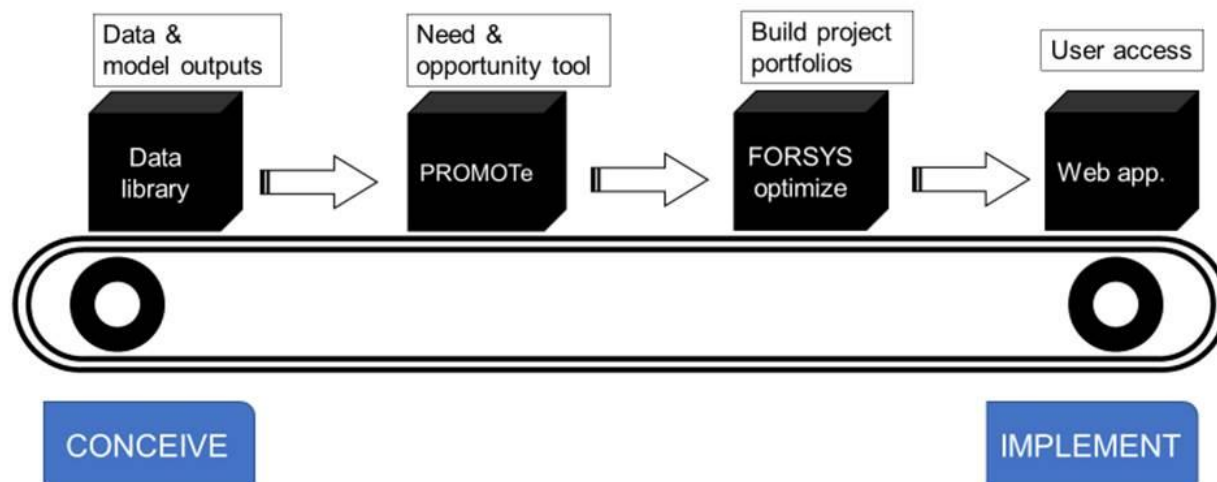 Data &
model outputs
Need &
opportunity tool
Build project
portfolios
User access
Data
library
PROMOTe
FORSYS
optimize
Web app.
CONCEIVE
IMPLEMENT